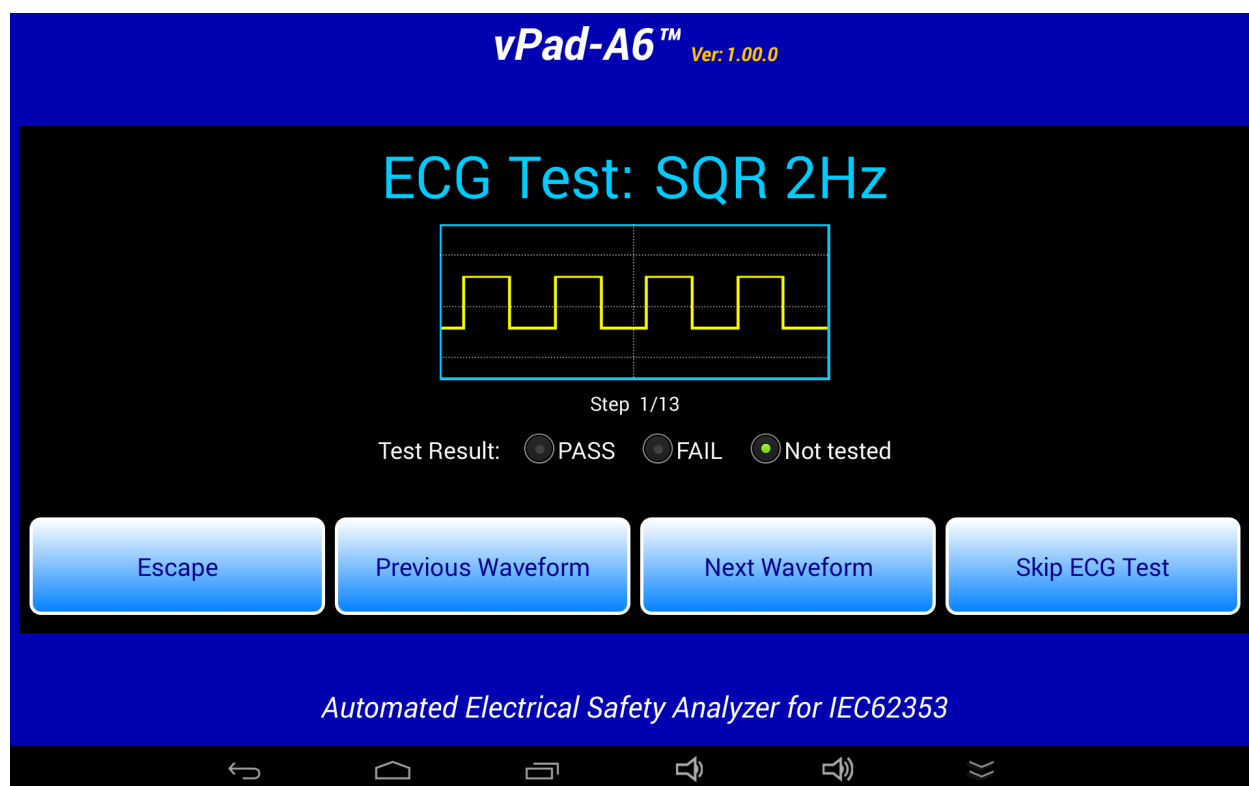 vPad-A6™ Ver: 1.00.0
ECG Test: SQR 2Hz
Step 1/13
Test Result: PASS FAIL Not tested
Escape Previous Waveform Next Waveform Skip ECG Test
Automated Electrical Safety Analyzer for IEC62353